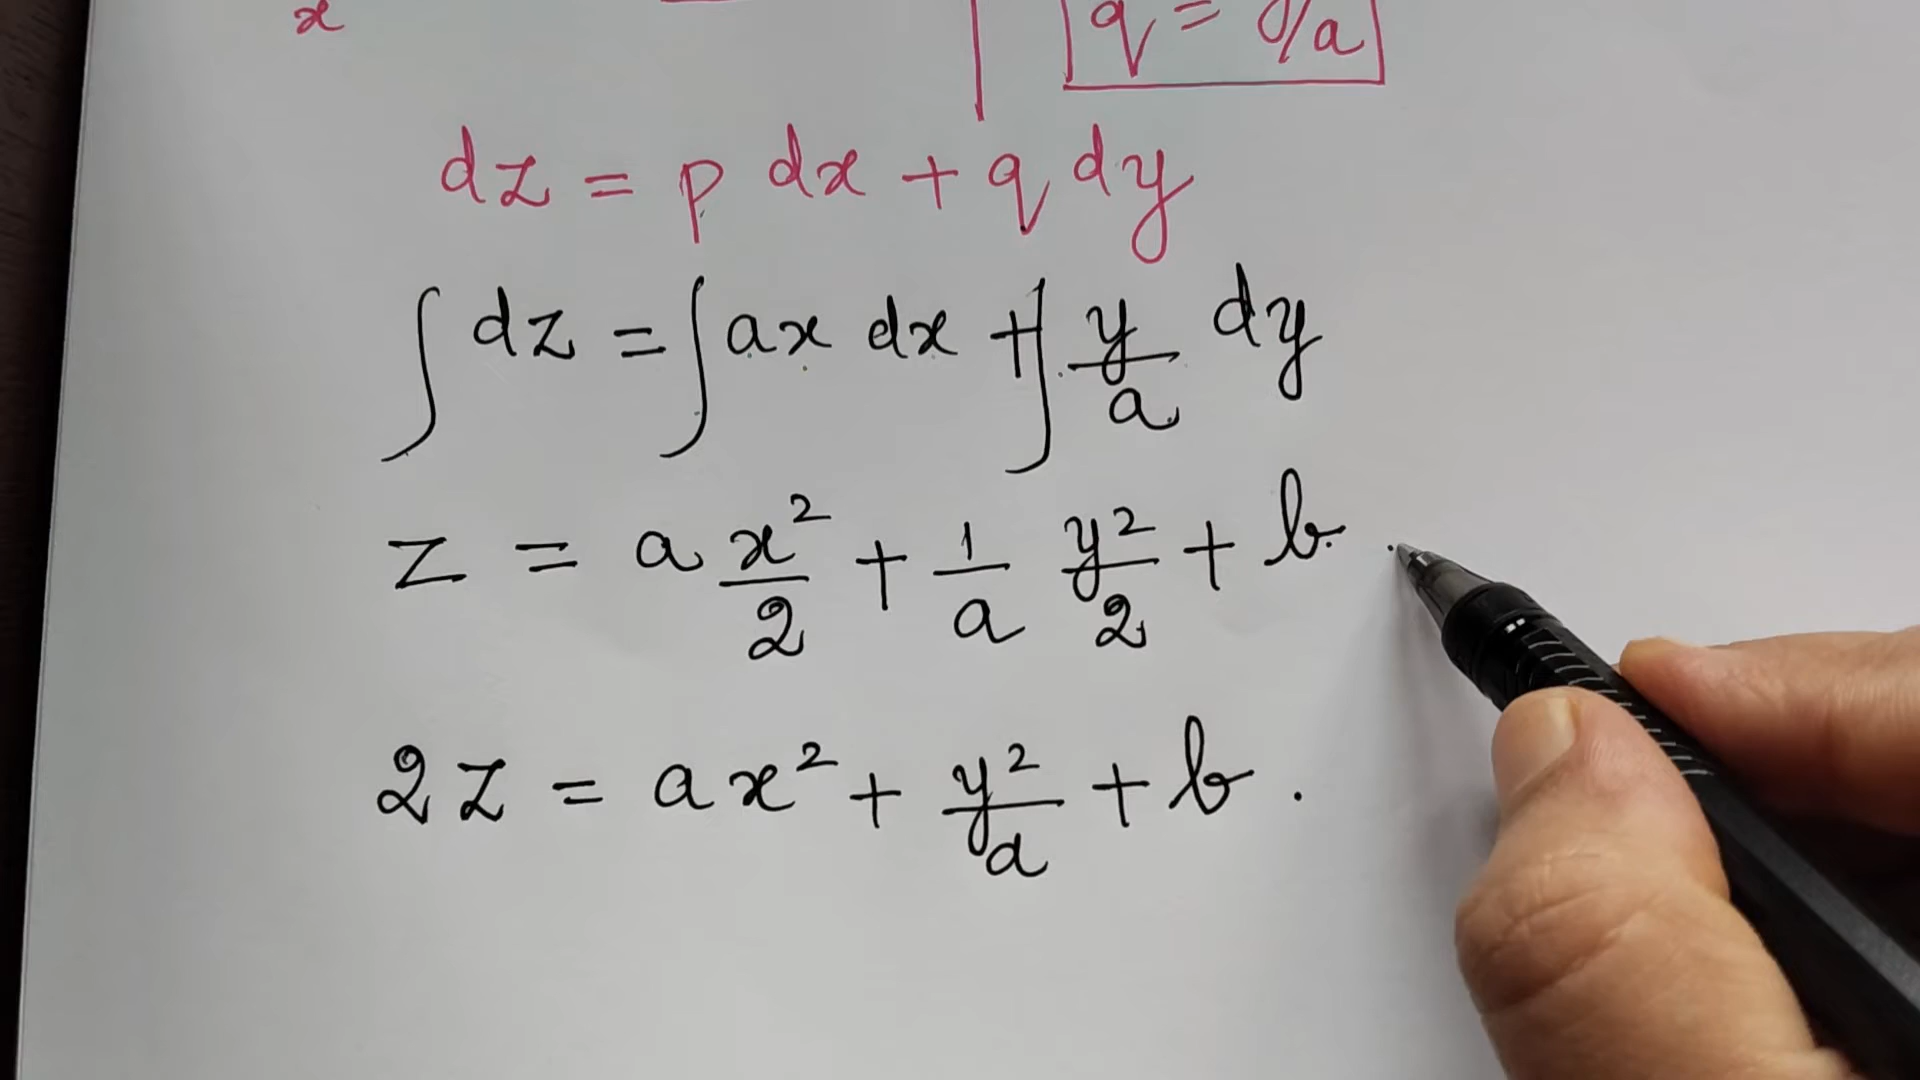 x
q = y/a
dz = p dx + q dy
∫ dz = ∫ ax dx + ∫ y/a dy
z = a x²/2 + 1/a y²/2 + b
2z = ax² + y²/a + b.